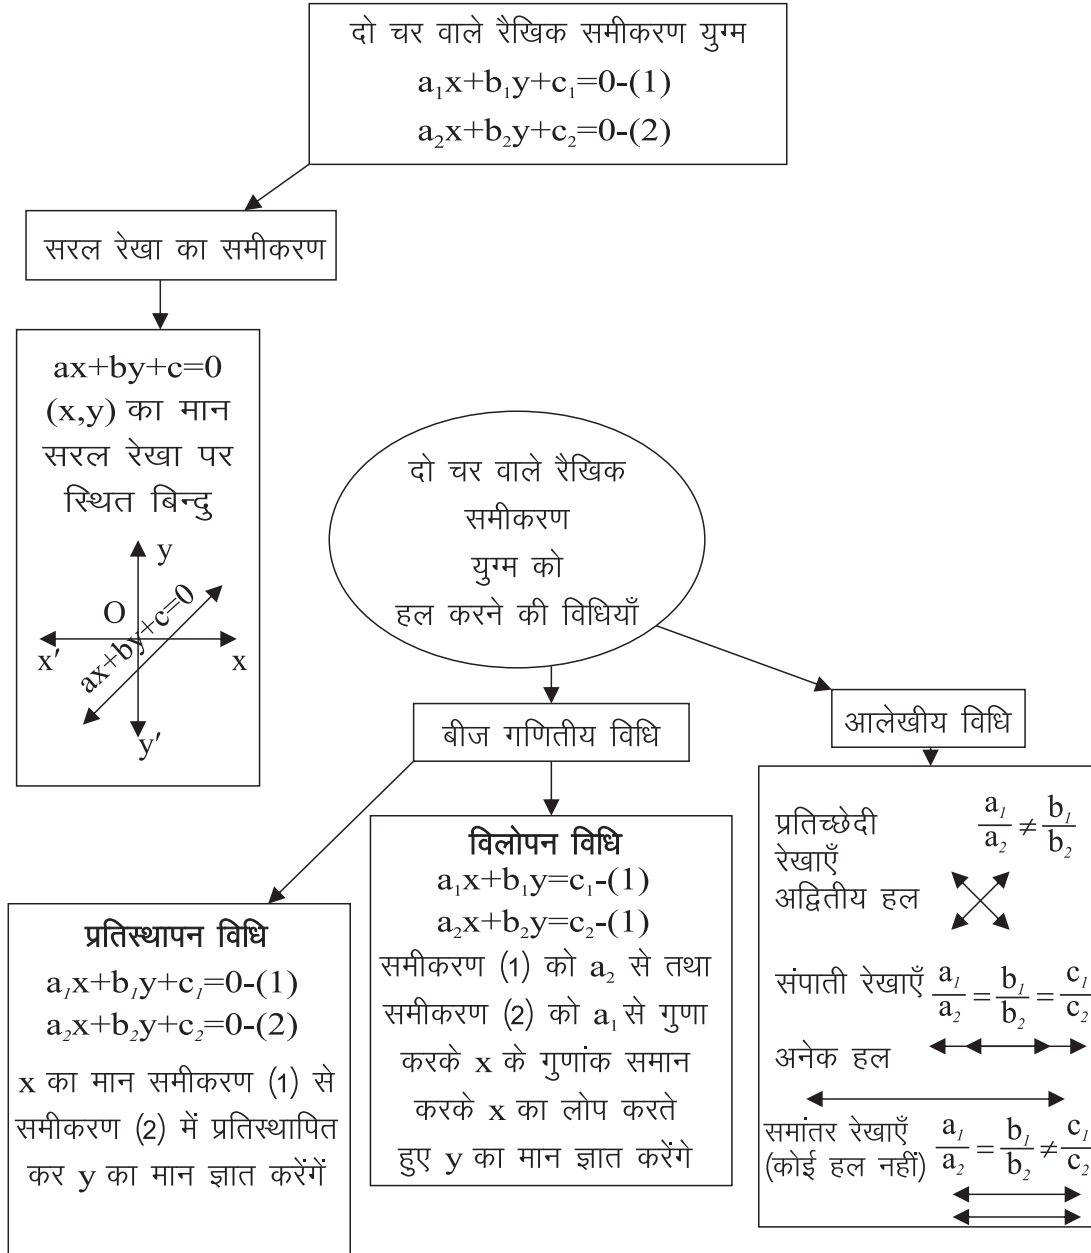 दो चर वाले रैखिक समीकरण युग्म
a₁x+b₁y+c₁=0-(1)
a₂x+b₂y+c₂=0-(2)
सरल रेखा का समीकरण
ax+by+c=0
(x,y) का मान
सरल रेखा पर
स्थित बिन्दु
y
O
ax+by+c=0
x′
x
y′
दो चर वाले रैखिक
समीकरण
युग्म को
हल करने की विधियाँ
बीज गणितीय विधि
आलेखीय विधि
प्रतिस्थापन विधि
a₁x+b₁y+c₁=0-(1)
a₂x+b₂y+c₂=0-(2)
x का मान समीकरण (1) से
समीकरण (2) में प्रतिस्थापित
कर y का मान ज्ञात करेंगें
विलोपन विधि
a₁x+b₁y=c₁-(1)
a₂x+b₂y=c₂-(1)
समीकरण (1) को a₂ से तथा
समीकरण (2) को a₁ से गुणा
करके x के गुणांक समान
करके x का लोप करते
हुए y का मान ज्ञात करेंगे
प्रतिच्छेदी a₁/a₂ ≠ b₁/b₂
रेखाएँ
अद्वितीय हल
संपाती रेखाएँ a₁/a₂ = b₁/b₂ = c₁/c₂
अनेक हल
समांतर रेखाएँ a₁/a₂ = b₁/b₂ ≠ c₁/c₂
(कोई हल नहीं)